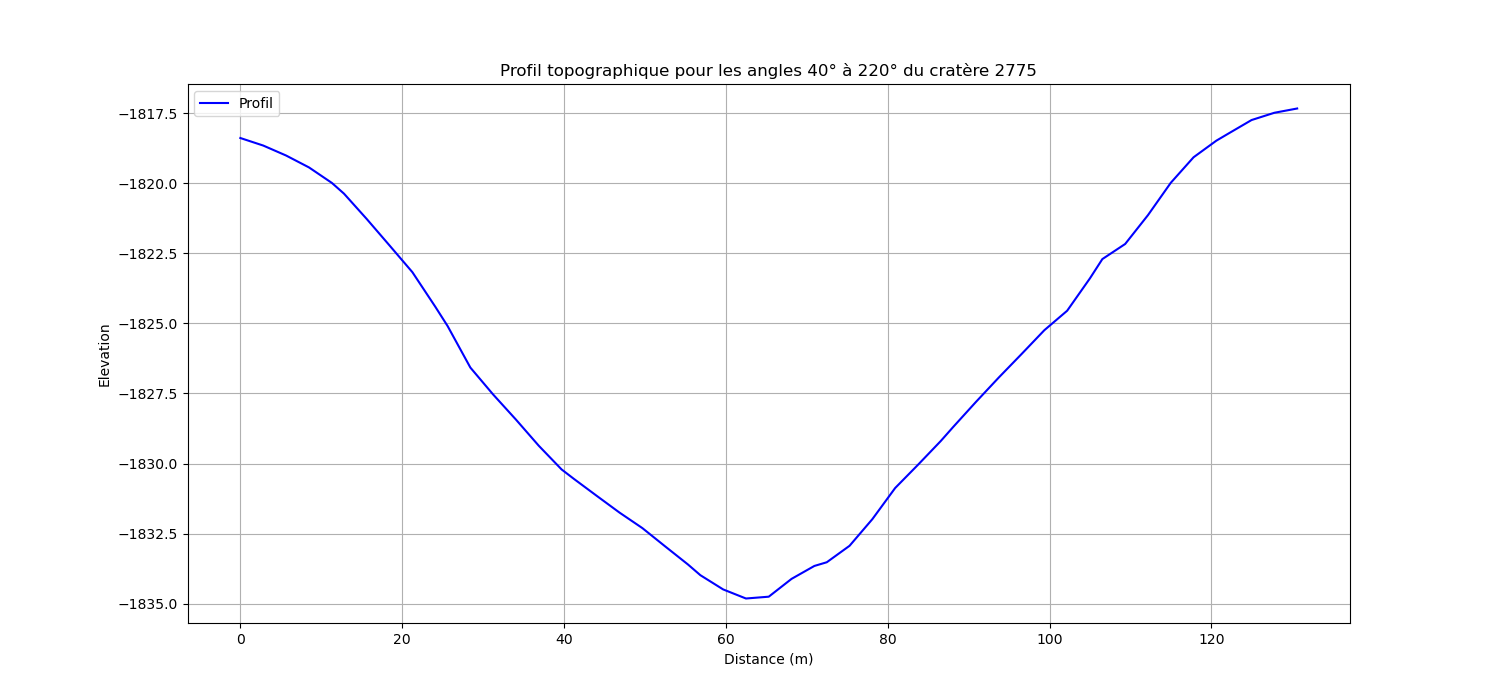 Profil topographique pour les angles 40° à 220° du cratère 2775
Profil
−1817.5
−1820.0
−1822.5
−1825.0
−1827.5
−1830.0
−1832.5
−1835.0
Elevation
0 20 40 60 80 100 120
Distance (m)